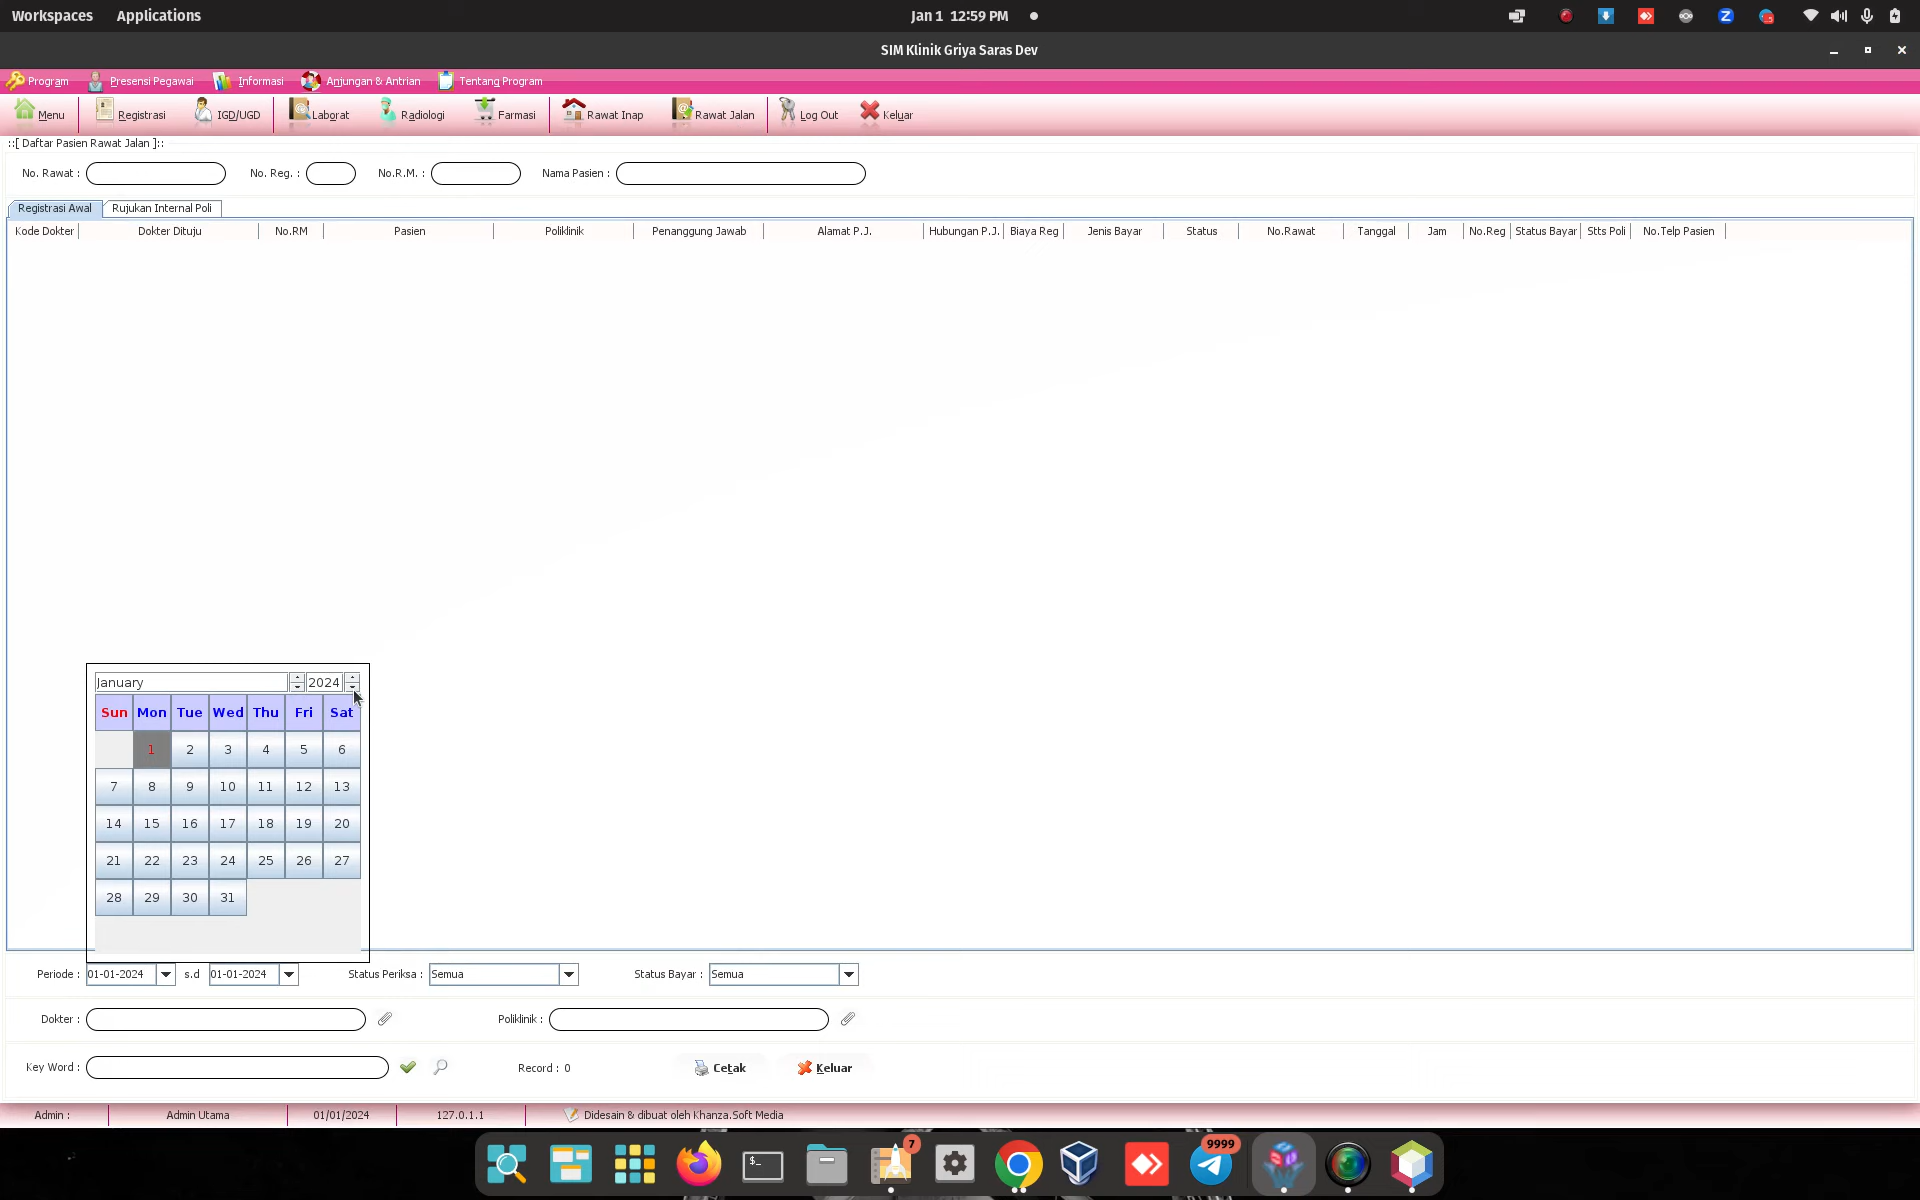 Workspaces Applications Jan 1 12:59 PM
SIM Klinik Griya Saras Dev
Program Presensi Pegawai Informasi Anjungan & Antrian Tentang Program
Menu Registrasi IGD/UGD Laborat Radiologi Farmasi Rawat Inap Rawat Jalan Log Out Keluar
::[ Daftar Pasien Rawat Jalan ]::
No. Rawat : No. Reg. : No.R.M. : Nama Pasien :
Registrasi Awal Rujukan Internal Poli
Kode Dokter Dokter Dituju No.RM Pasien Poliklinik Penanggung Jawab Alamat P.J. Hubungan P.J. Biaya Reg Jenis Bayar Status No.Rawat Tanggal Jam No.Reg Status Bayar Stts Poli No.Telp Pasien
January 2024
Sun Mon Tue Wed Thu Fri Sat
1 2 3 4 5 6
7 8 9 10 11 12 13
14 15 16 17 18 19 20
21 22 23 24 25 26 27
28 29 30 31
Periode : 01-01-2024 s.d 01-01-2024 Status Periksa : Semua Status Bayar : Semua
Dokter : Poliklinik :
Key Word : Record : 0 Cetak Keluar
Admin : Admin Utama 01/01/2024 127.0.1.1 Didesain & dibuat oleh Khanza.Soft Media
$_ 7 9999